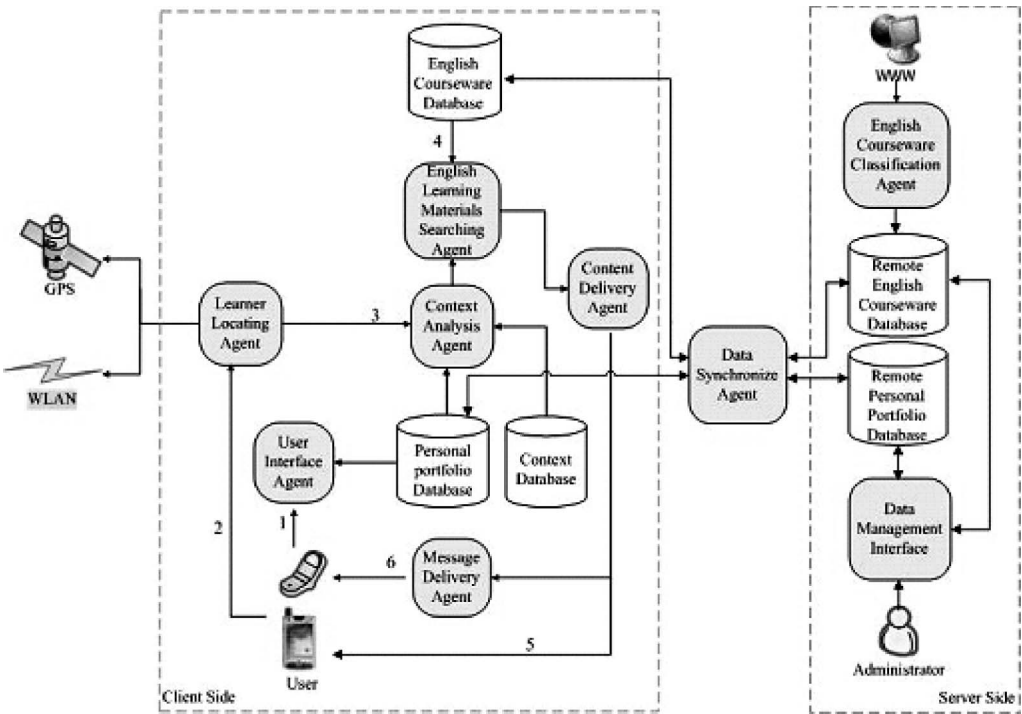 English
Courseware
Database
4
English
Learning
Materials
Searching
Agent
Content
Delivery
Agent
GPS
WLAN
Learner
Locating
Agent
3
Context
Analysis
Agent
User
Interface
Agent
Personal
portfolio
Database
Context
Database
2
1
6
Message
Delivery
Agent
5
User
Client Side
Data
Synchronize
Agent
WWW
English
Courseware
Classification
Agent
Remote
English
Courseware
Database
Remote
Personal
Portfolio
Database
Data
Management
Interface
Administrator
Server Side